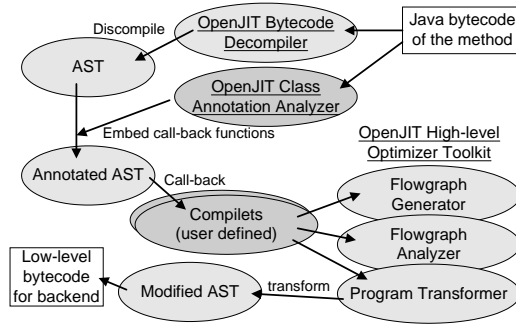 Discompile
OpenJIT Bytecode
Decompiler
Java bytecode
of the method
AST
OpenJIT Class
Annotation Analyzer
Embed call-back functions
OpenJIT High-level
Optimizer Toolkit
Annotated AST
Call-back
Flowgraph
Generator
Compilets
(user defined)
Flowgraph
Analyzer
Low-level
bytecode
for backend
Modified AST
transform
Program Transformer